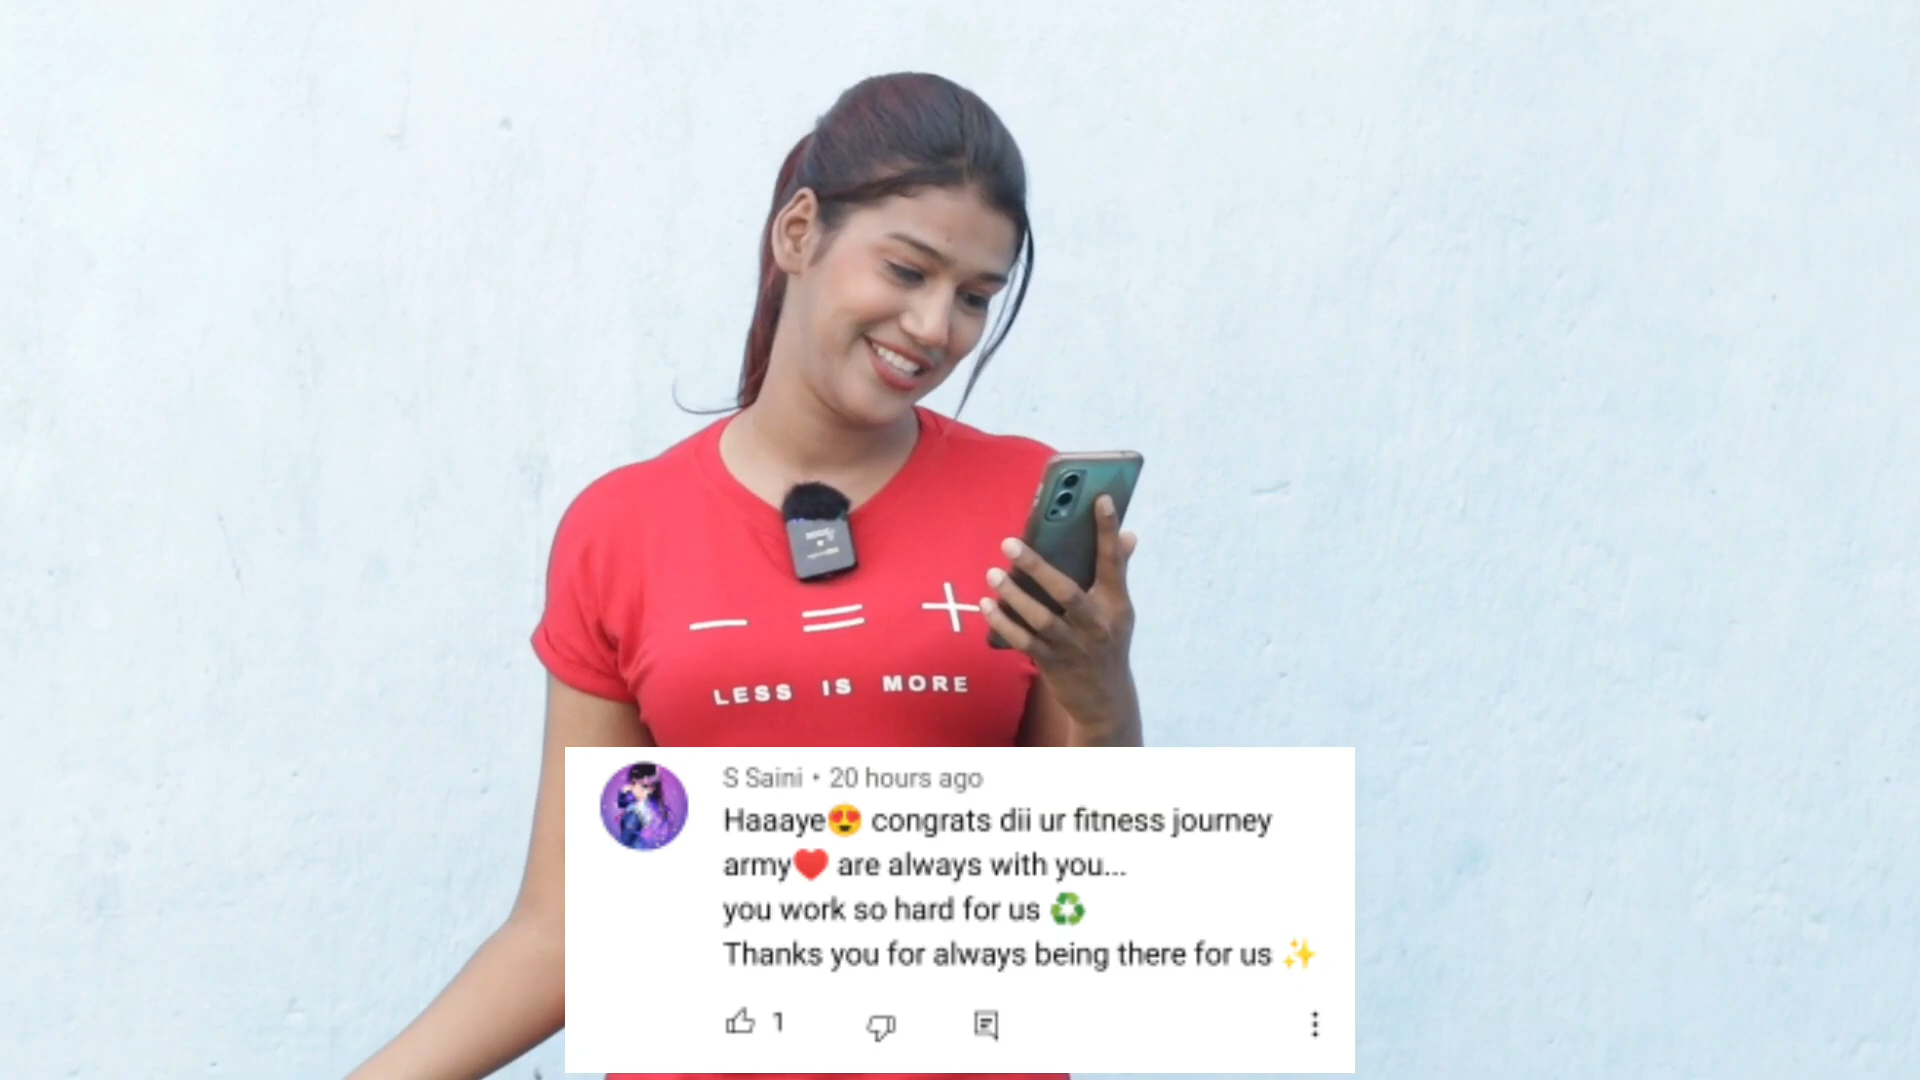 — = +
LESS IS MORE
S Saini • 20 hours ago
Haaaye😍 congrats dii ur fitness journey
army❤️ are always with you...
you work so hard for us ♻️
Thanks you for always being there for us ✨
1